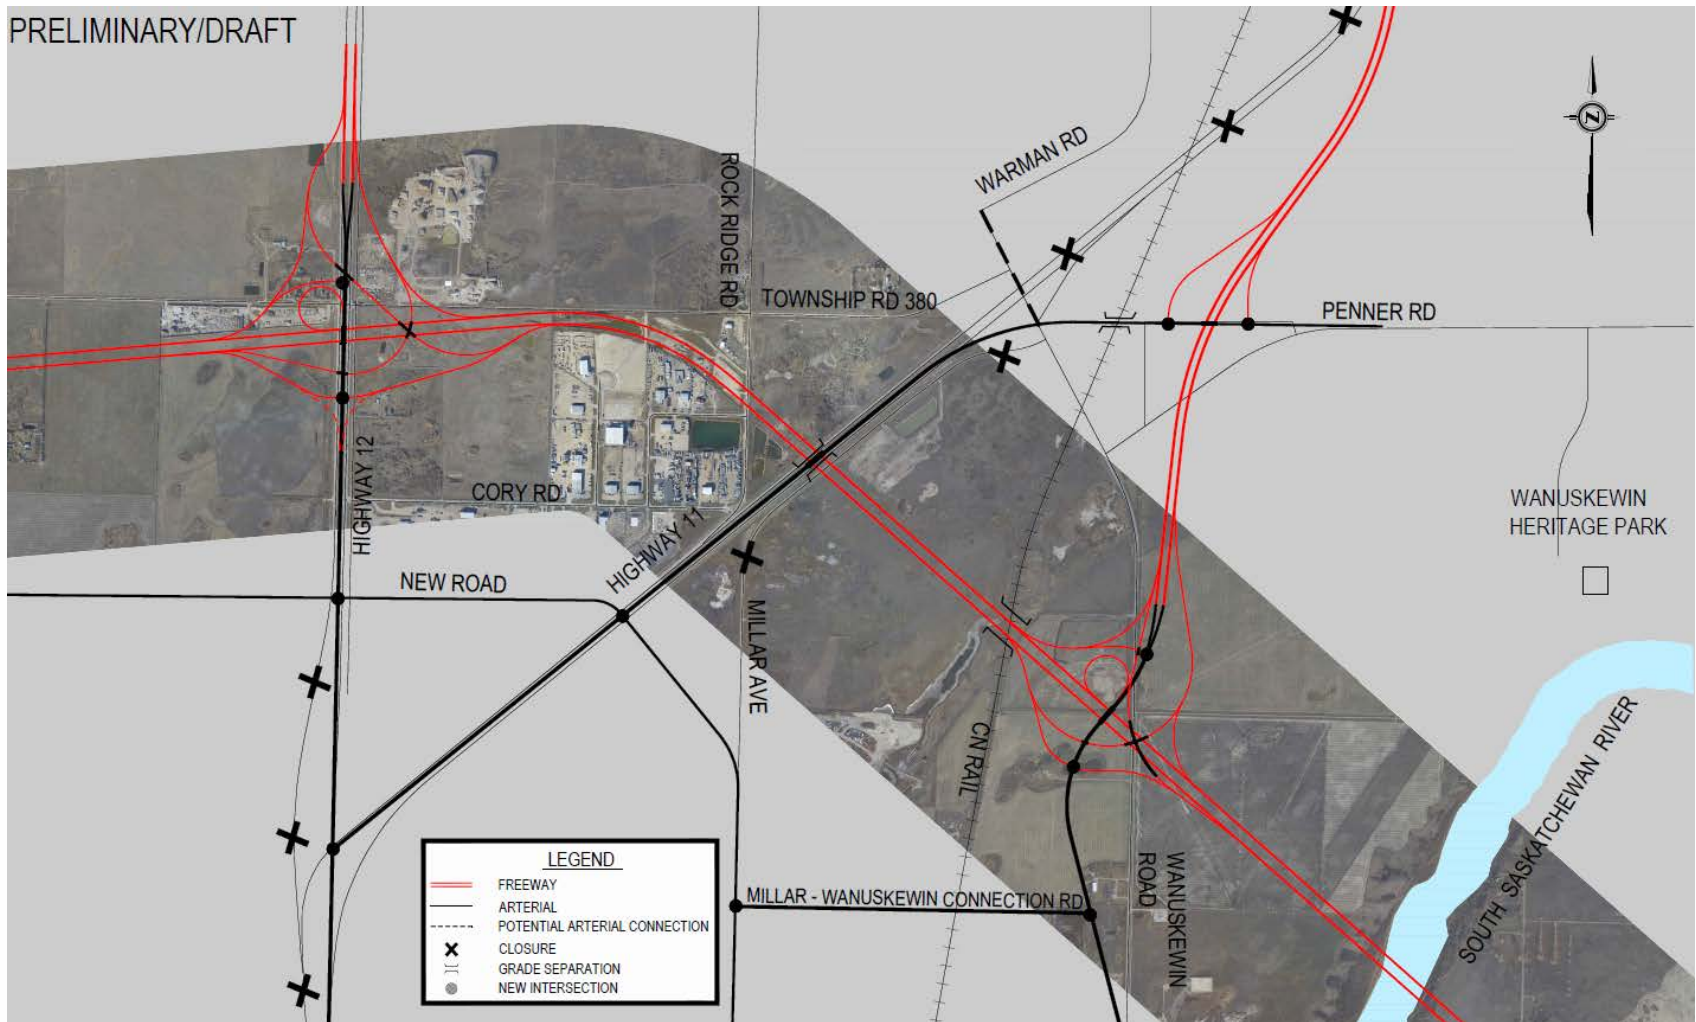 PRELIMINARY/DRAFT
WARMAN RD
ROCK RIDGE RD
Z
TOWNSHIP RD 380
PENNER RD
HIGHWAY 12
CORY RD
HIGHWAY 11
WANUSKEWIN
HERITAGE PARK
NEW ROAD
MILLAR AVE
CN RAIL
SOUTH SASKATCHEWAN RIVER
WANUSKEWIN
ROAD
MILLAR - WANUSKEWIN CONNECTION RD
LEGEND
FREEWAY
ARTERIAL
POTENTIAL ARTERIAL CONNECTION
CLOSURE
GRADE SEPARATION
NEW INTERSECTION